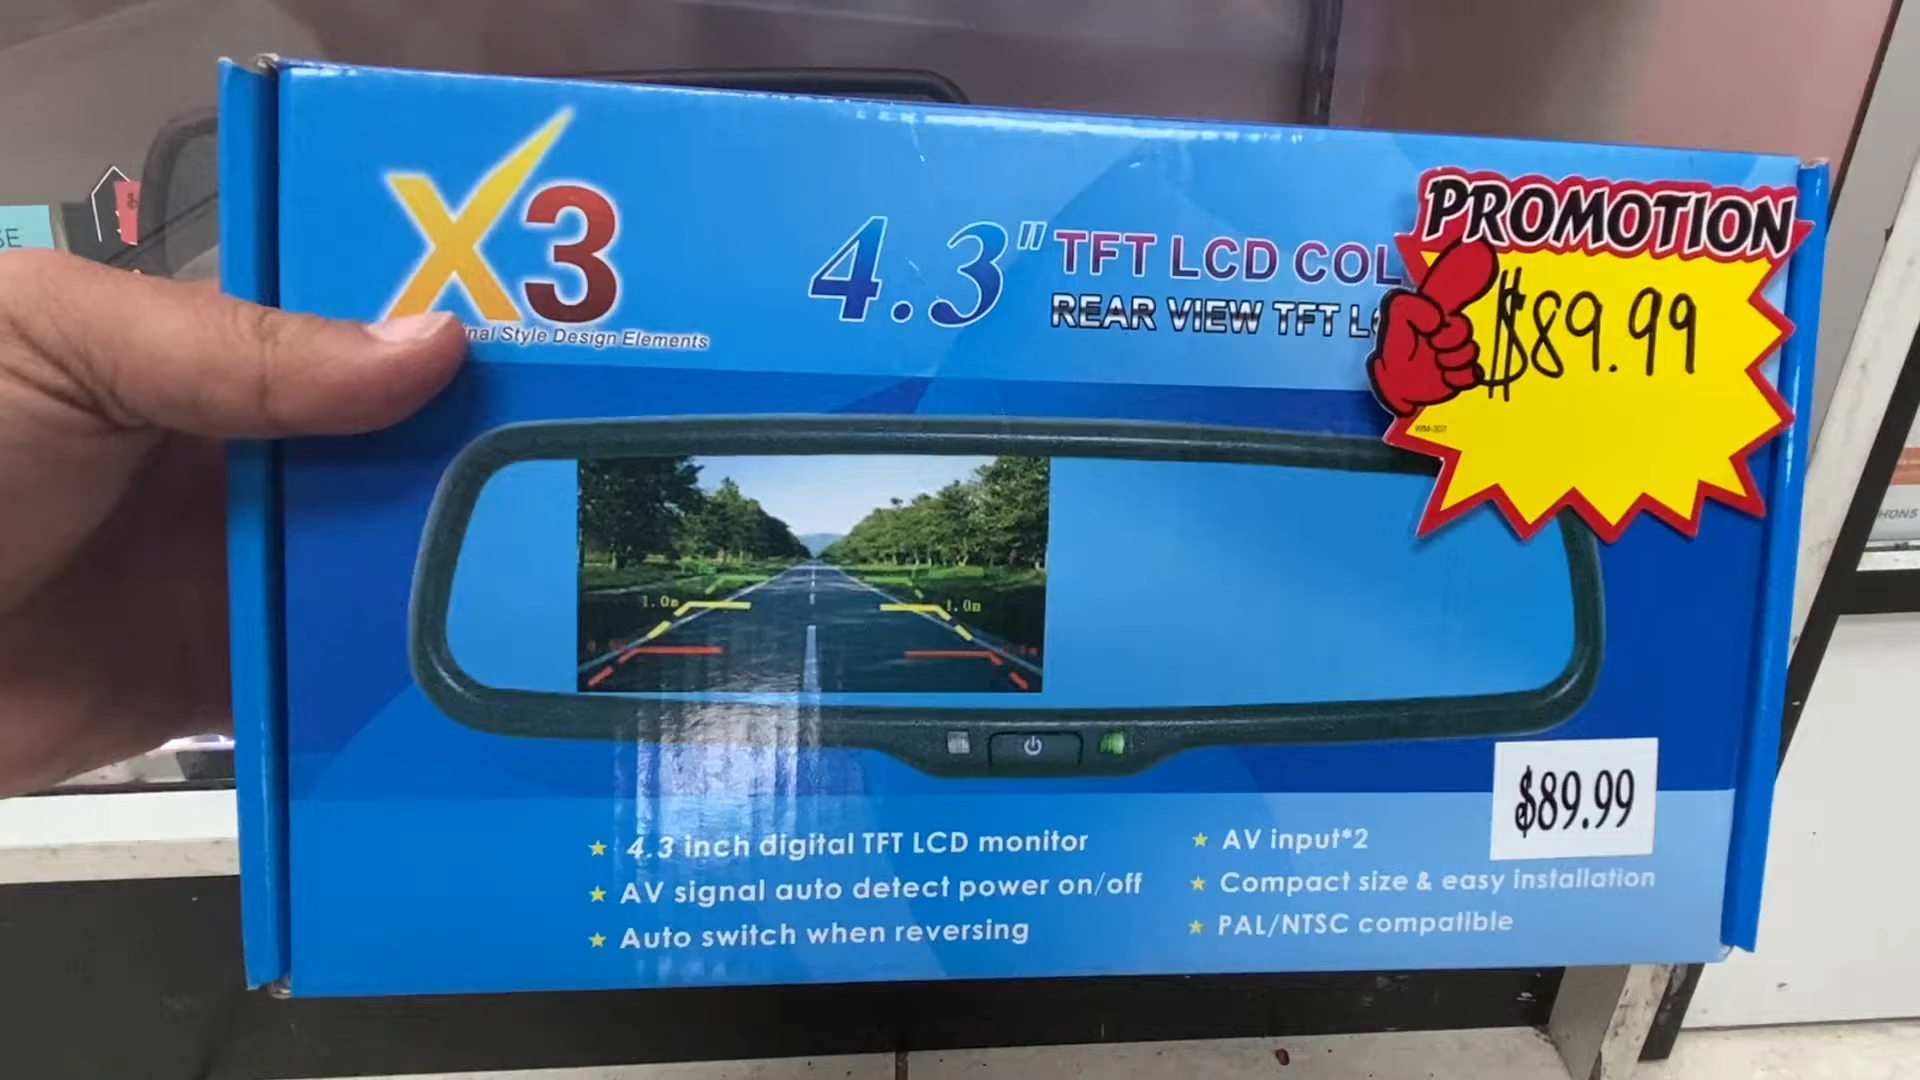 X3
nal Style Design Elements
4.3" TFT LCD COL
REAR VIEW TFT L
PROMOTION
$89.99
1.0m
1.0m
$89.99
4.3 inch digital TFT LCD monitor
AV signal auto detect power on/off
Auto switch when reversing
AV input*2
Compact size & easy installation
PAL/NTSC compatible
HONS